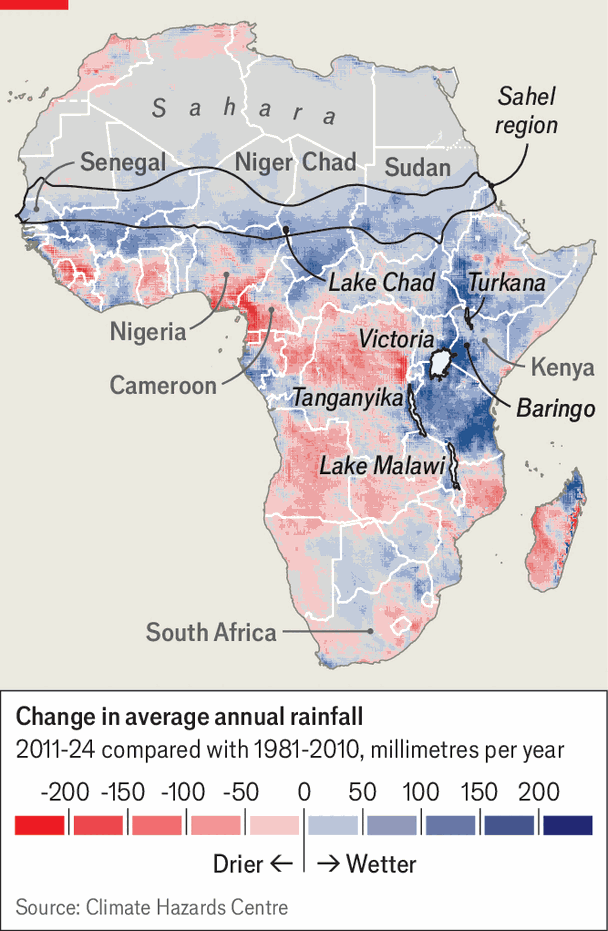 Sahara
Sahel
region
Senegal
Niger
Chad
Sudan
Lake Chad
Turkana
Nigeria
Victoria
Kenya
Cameroon
Tanganyika
Baringo
Lake Malawi
South Africa
Change in average annual rainfall
2011-24 compared with 1981-2010, millimetres per year
-200 -150 -100 -50 0 50 100 150 200
Drier ← → Wetter
Source: Climate Hazards Centre